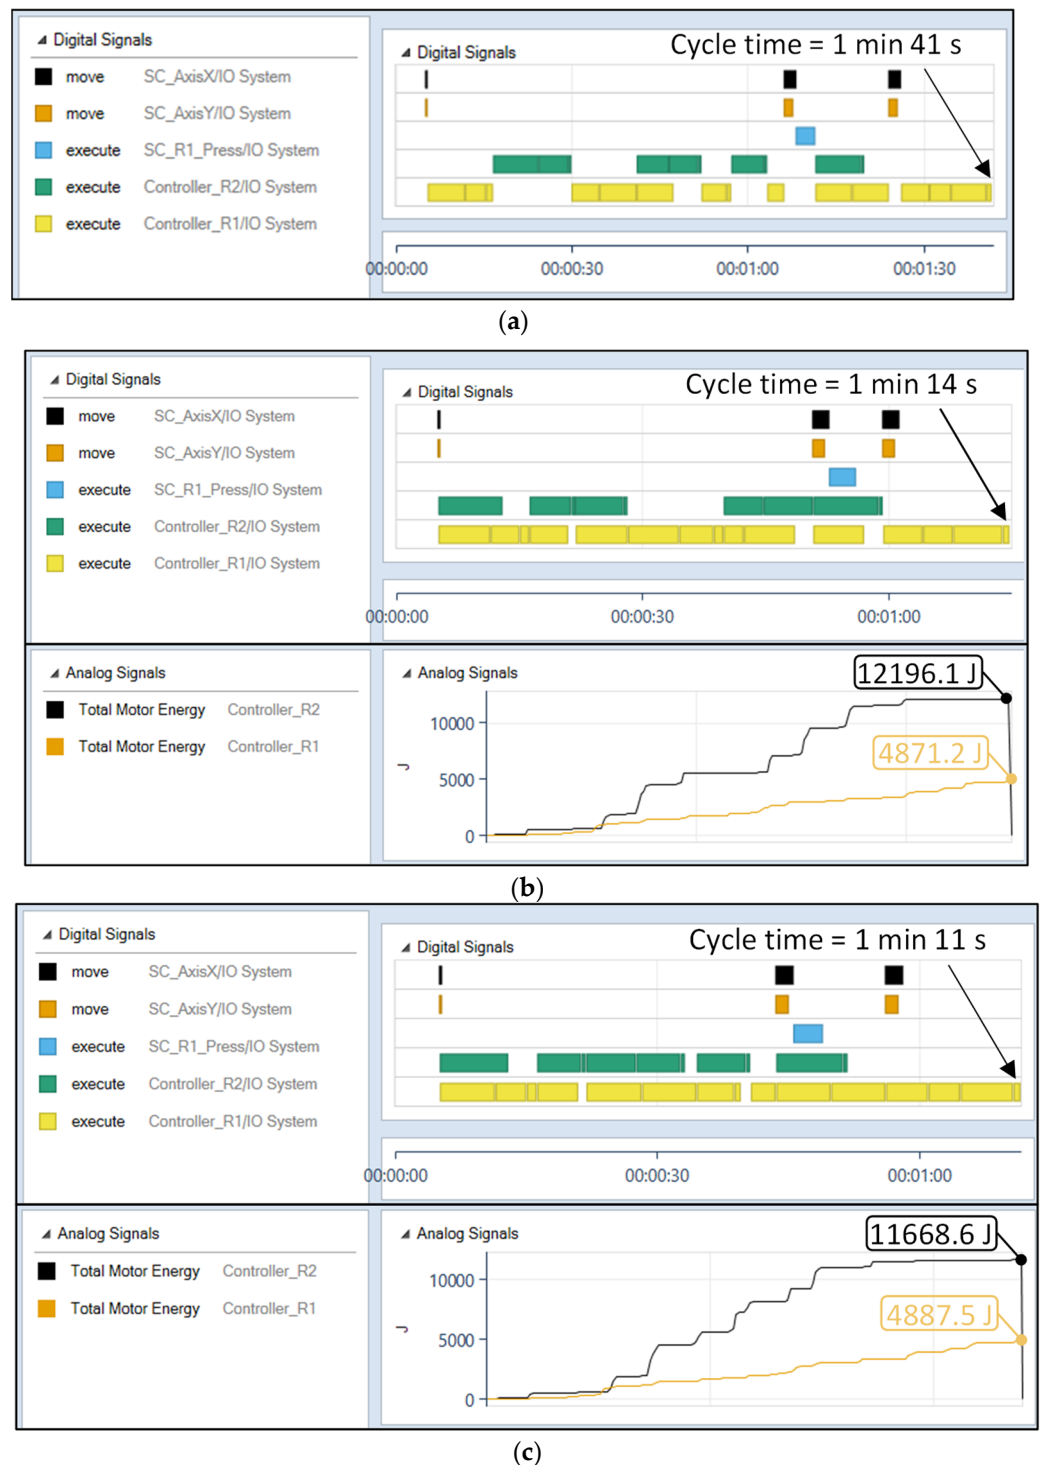 Digital Signals
move SC_AxisX/IO System
move SC_AxisY/IO System
execute SC_R1_Press/IO System
execute Controller_R2/IO System
execute Controller_R1/IO System
Digital Signals
Cycle time = 1 min 41 s
00:00:00 00:00:30 00:01:00 00:01:30
(a)
Digital Signals
move SC_AxisX/IO System
move SC_AxisY/IO System
execute SC_R1_Press/IO System
execute Controller_R2/IO System
execute Controller_R1/IO System
Digital Signals
Cycle time = 1 min 14 s
00:00:00 00:00:30 00:01:00
Analog Signals
Total Motor Energy Controller_R2
Total Motor Energy Controller_R1
Analog Signals
12196.1 J
4871.2 J
10000
5000
0
J
(b)
Digital Signals
move SC_AxisX/IO System
move SC_AxisY/IO System
execute SC_R1_Press/IO System
execute Controller_R2/IO System
execute Controller_R1/IO System
Digital Signals
Cycle time = 1 min 11 s
00:00:00 00:00:30 00:01:00
Analog Signals
Total Motor Energy Controller_R2
Total Motor Energy Controller_R1
Analog Signals
11668.6 J
4887.5 J
10000
5000
0
J
(c)